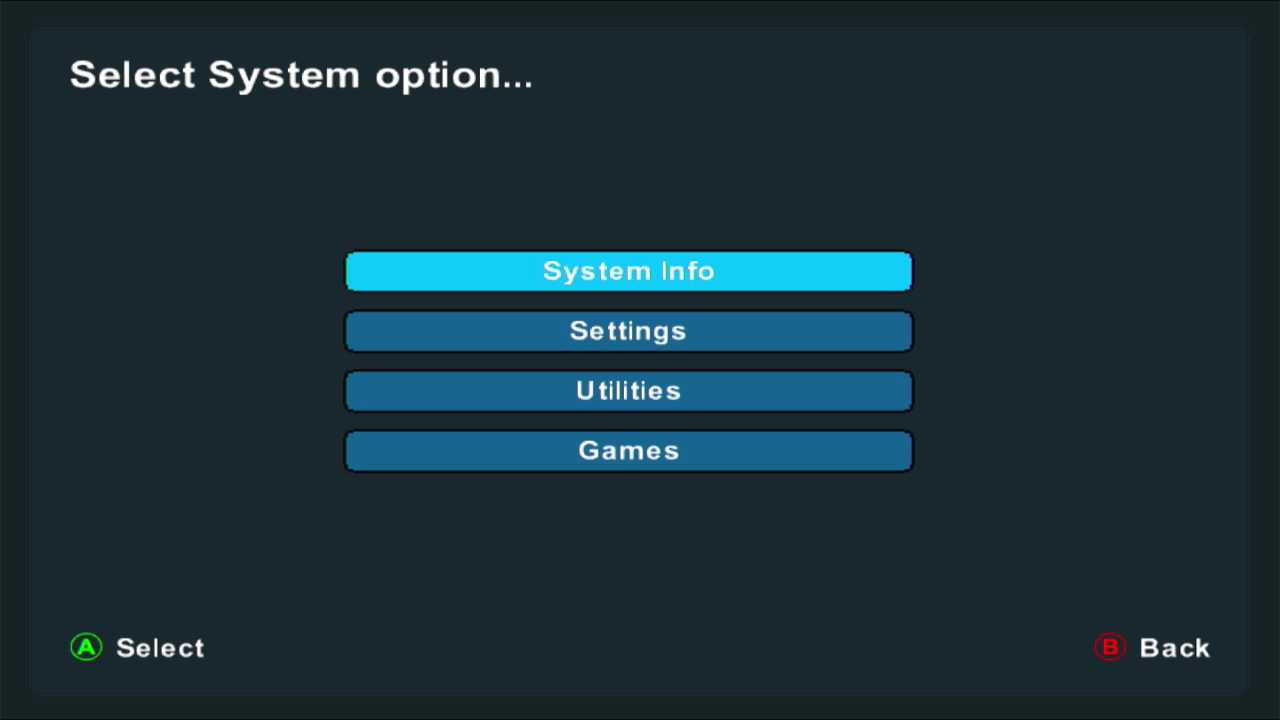 Select System option...
System Info
Settings
Utilities
Games
A Select
B Back